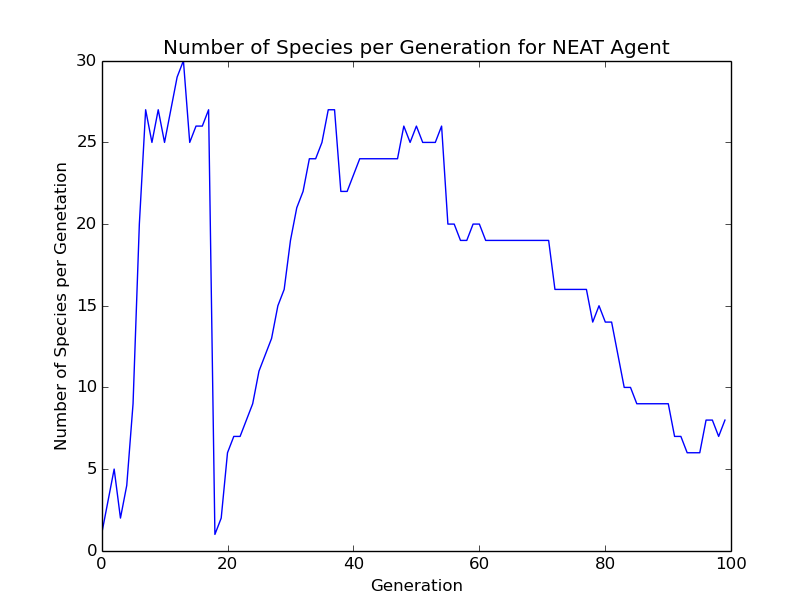 Number of Species per Generation for NEAT Agent
30
25
20
15
10
5
0
Number of Species per Genetation
0 20 40 60 80 100
Generation